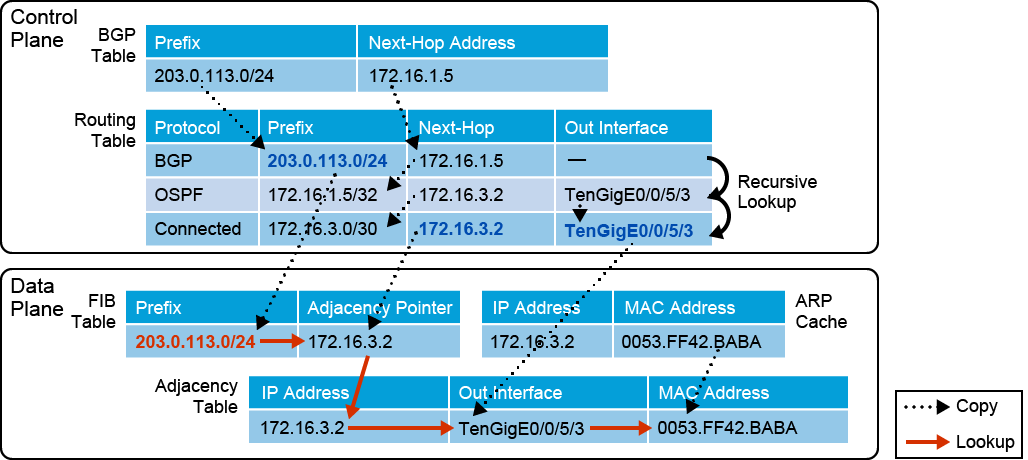 Control Plane
BGP Table
Prefix Next-Hop Address
203.0.113.0/24 172.16.1.5
Routing Table
Protocol Prefix Next-Hop Out Interface
BGP 203.0.113.0/24 172.16.1.5 —
OSPF 172.16.1.5/32 172.16.3.2 TenGigE0/0/5/3
Connected 172.16.3.0/30 172.16.3.2 TenGigE0/0/5/3
Recursive Lookup
Data Plane
FIB Table
Prefix Adjacency Pointer
203.0.113.0/24 172.16.3.2
IP Address MAC Address
172.16.3.2 0053.FF42.BABA
ARP Cache
Adjacency Table
IP Address Out Interface MAC Address
172.16.3.2 TenGigE0/0/5/3 0053.FF42.BABA
Copy
Lookup